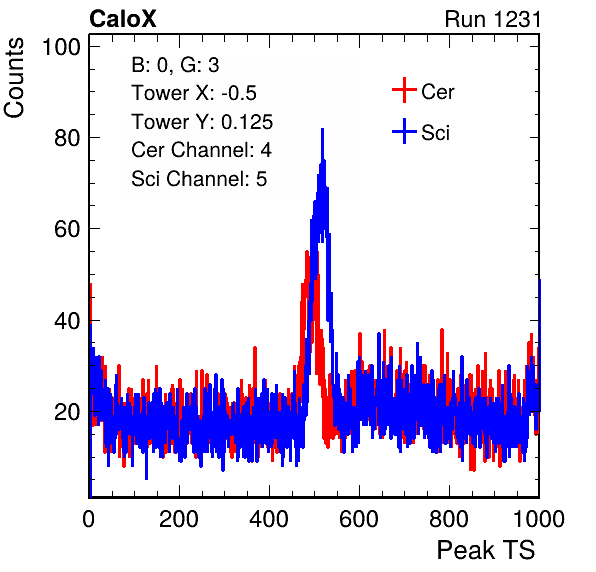 CaloX Run 1231
Counts
100
80
60
40
20
B: 0, G: 3
Tower X: -0.5
Tower Y: 0.125
Cer Channel: 4
Sci Channel: 5
Cer
Sci
0 200 400 600 800 1000
Peak TS